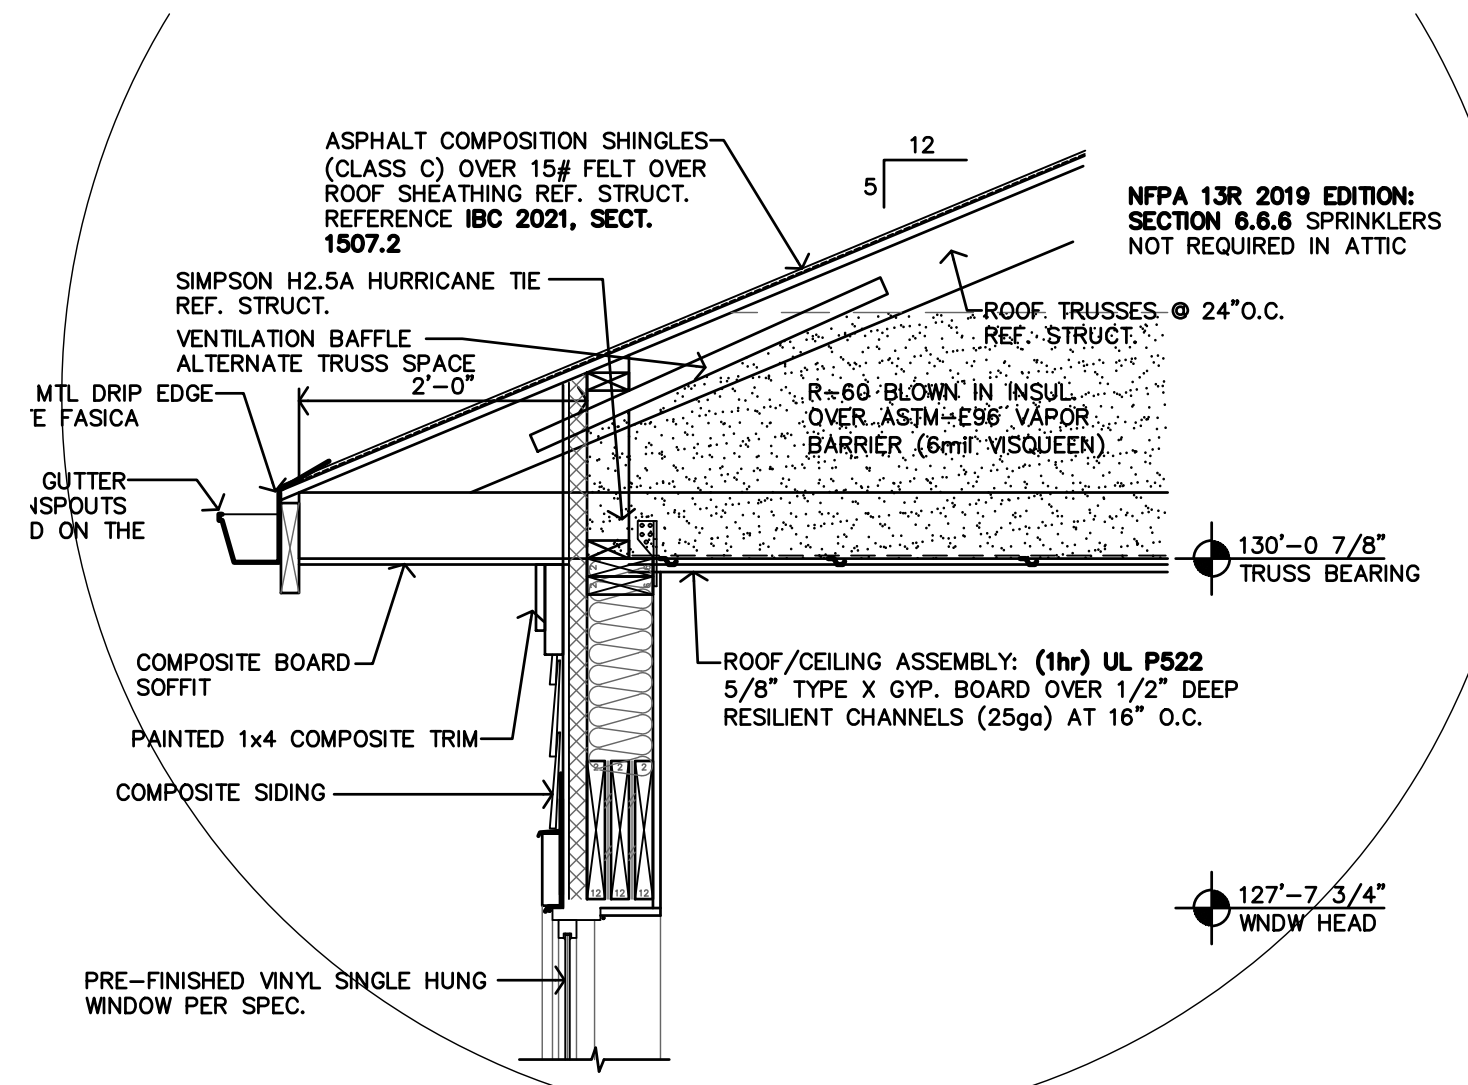 ASPHALT COMPOSITION SHINGLES
(CLASS C) OVER 15# FELT OVER
ROOF SHEATHING REF. STRUCT.
REFERENCE IBC 2021, SECT.
1507.2
12
5
NFPA 13R 2019 EDITION:
SECTION 6.6.6 SPRINKLERS
NOT REQUIRED IN ATTIC
SIMPSON H2.5A HURRICANE TIE
REF. STRUCT.
VENTILATION BAFFLE
ALTERNATE TRUSS SPACE
2'-0"
ROOF TRUSSES @ 24"O.C.
REF. STRUCT.
MTL DRIP EDGE
E FASICA
R-60 BLOWN IN INSUL.
OVER ASTM-E96 VAPOR
BARRIER (6mil VISQUEEN)
GUTTER
NSPOUTS
D ON THE
130'-0 7/8"
TRUSS BEARING
COMPOSITE BOARD
SOFFIT
ROOF/CEILING ASSEMBLY: (1hr) UL P522
5/8" TYPE X GYP. BOARD OVER 1/2" DEEP
RESILIENT CHANNELS (25ga) AT 16" O.C.
PAINTED 1x4 COMPOSITE TRIM
COMPOSITE SIDING
2 2 2
12 12 12
127'-7 3/4"
WNDW HEAD
PRE-FINISHED VINYL SINGLE HUNG
WINDOW PER SPEC.